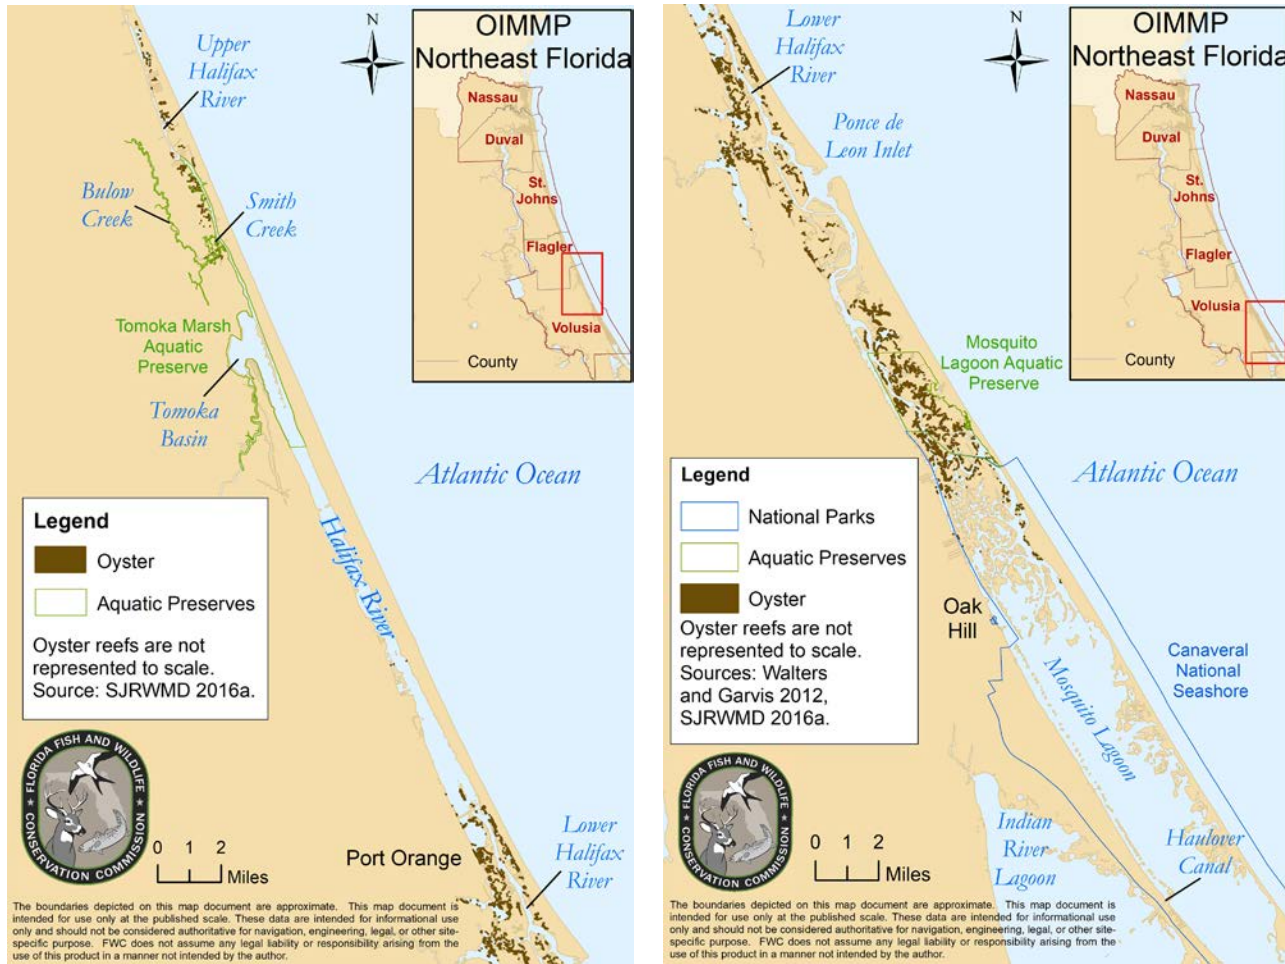 OIMMP
Northeast Florida
N
Nassau
Duval
St.
Johns
Flagler
Volusia
County
Upper
Halifax
River
Bulow
Creek
Smith
Creek
Tomoka Marsh
Aquatic
Preserve
Tomoka
Basin
Atlantic Ocean
Halifax River
Legend
Oyster
Aquatic Preserves
Oyster reefs are not
represented to scale.
Source: SJRWMD 2016a.
FLORIDA FISH AND WILDLIFE
CONSERVATION COMMISSION
0 1 2
Miles
Port Orange
Lower
Halifax
River
The boundaries depicted on this map document are approximate. This map document is
intended for use only at the published scale. These data are intended for informational use
only and should not be considered authoritative for navigation, engineering, legal, or other site-
specific purpose. FWC does not assume any legal liability or responsibility arising from the
use of this product in a manner not intended by the author.
OIMMP
Northeast Florida
N
Nassau
Duval
St.
Johns
Flagler
Volusia
County
Lower
Halifax
River
Ponce de
Leon Inlet
Mosquito
Lagoon Aquatic
Preserve
Atlantic Ocean
Legend
National Parks
Aquatic Preserves
Oyster
Oyster reefs are not
represented to scale.
Sources: Walters
and Garvis 2012,
SJRWMD 2016a.
Oak
Hill
Canaveral
National
Seashore
Mosquito Lagoon
Indian
River
Lagoon
Haulover
Canal
FLORIDA FISH AND WILDLIFE
CONSERVATION COMMISSION
0 1 2
Miles
The boundaries depicted on this map document are approximate. This map document is
intended for use only at the published scale. These data are intended for informational use
only and should not be considered authoritative for navigation, engineering, legal, or other site-
specific purpose. FWC does not assume any legal liability or responsibility arising from the
use of this product in a manner not intended by the author.